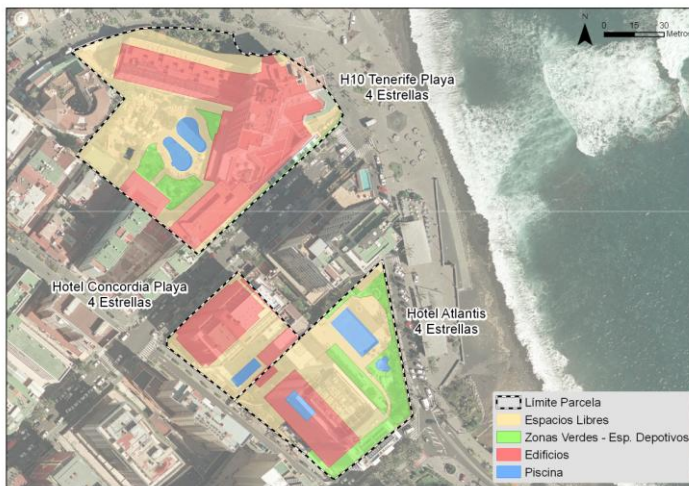 N
0 15 30
Metros
H10 Tenerife Playa
4 Estrellas
Hotel Concordia Playa
4 Estrellas
Hotel Atlantis
4 Estrellas
Límite Parcela
Espacios Libres
Zonas Verdes - Esp. Depotivos
Edificios
Piscina